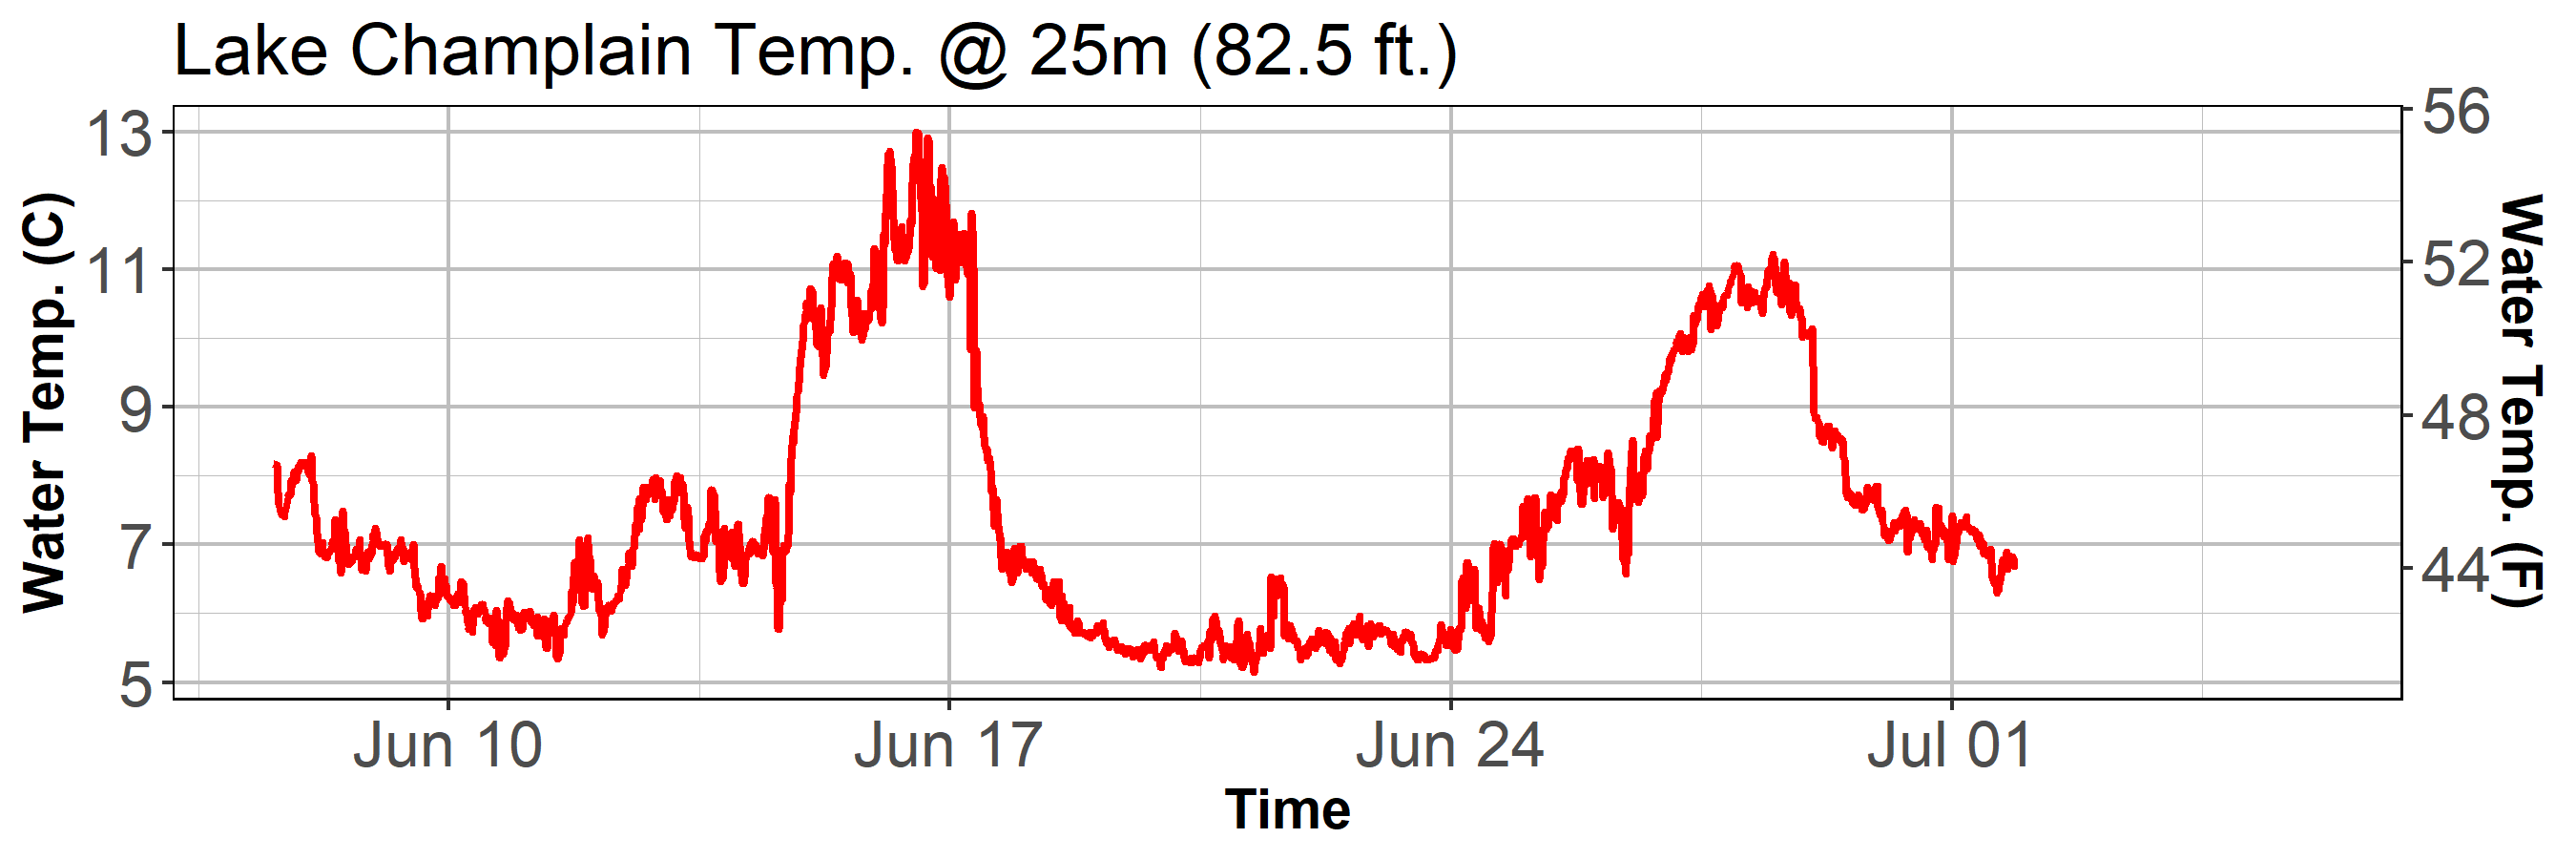 Lake Champlain Temp. @ 25m (82.5 ft.)
13
11
9
7
5
Water Temp. (C)
56
52
48
44
Water Temp. (F)
Jun 10 Jun 17 Jun 24 Jul 01
Time